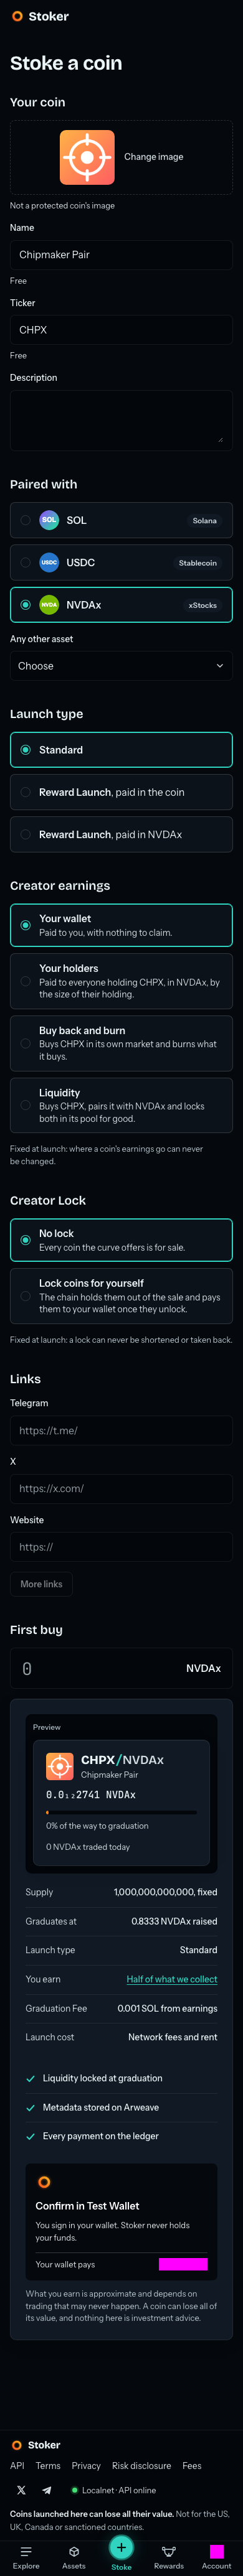 Stoker
Stoke a coin
Your coin
Change image
Not a protected coin's image
Name
Chipmaker Pair
Free
Ticker
CHPX
Free
Description
Paired with
SOL
SOL
Solana
USDC
USDC
Stablecoin
NVDA
NVDAx
xStocks
Any other asset
Choose
Launch type
Standard
Reward Launch, paid in the coin
Reward Launch, paid in NVDAx
Creator earnings
Your wallet
Paid to you, with nothing to claim.
Your holders
Paid to everyone holding CHPX, in NVDAx, by
the size of their holding.
Buy back and burn
Buys CHPX in its own market and burns what
it buys.
Liquidity
Buys CHPX, pairs it with NVDAx and locks
both in its pool for good.
Fixed at launch: where a coin's earnings go can never
be changed.
Creator Lock
No lock
Every coin the curve offers is for sale.
Lock coins for yourself
The chain holds them out of the sale and pays
them to your wallet once they unlock.
Fixed at launch: a lock can never be shortened or taken back.
Links
Telegram
https://t.me/
X
https://x.com/
Website
https://
More links
First buy
0
NVDAx
Preview
CHPX/NVDAx
Chipmaker Pair
0.0₁₂2741 NVDAx
0% of the way to graduation
0 NVDAx traded today
Supply
1,000,000,000,000, fixed
Graduates at
0.8333 NVDAx raised
Launch type
Standard
You earn
Half of what we collect
Graduation Fee
0.001 SOL from earnings
Launch cost
Network fees and rent
Liquidity locked at graduation
Metadata stored on Arweave
Every payment on the ledger
Confirm in Test Wallet
You sign in your wallet. Stoker never holds
your funds.
Your wallet pays
What you earn is approximate and depends on
trading that may never happen. A coin can lose all of
its value, and nothing here is investment advice.
Stoker
API Terms Privacy Risk disclosure Fees
Localnet · API online
Coins launched here can lose all their value. Not for the US,
UK, Canada or sanctioned countries.
Explore
Assets
Stoke
Rewards
Account